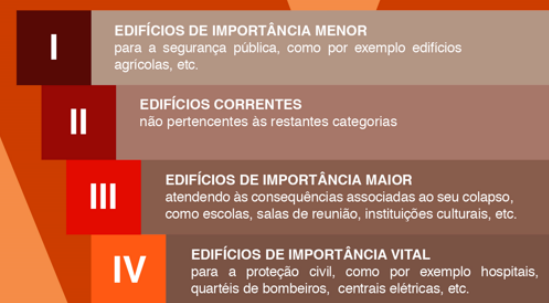 I
EDIFÍCIOS DE IMPORTÂNCIA MENOR
para a segurança pública, como por exemplo edifícios
agrícolas, etc.
II
EDIFÍCIOS CORRENTES
não pertencentes às restantes categorias
III
EDIFÍCIOS DE IMPORTÂNCIA MAIOR
atendendo às consequências associadas ao seu colapso,
como escolas, salas de reunião, instituições culturais, etc.
IV
EDIFÍCIOS DE IMPORTÂNCIA VITAL
para a proteção civil, como por exemplo hospitais,
quartéis de bombeiros, centrais elétricas, etc.